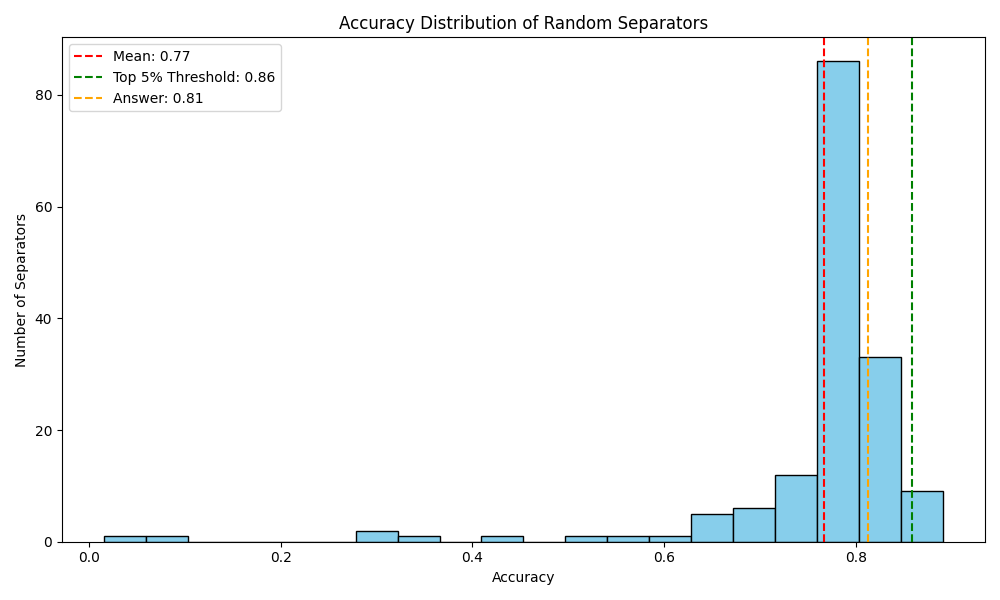 Accuracy Distribution of Random Separators
Mean: 0.77
Top 5% Threshold: 0.86
Answer: 0.81
Number of Separators
80
60
40
20
0
0.0 0.2 0.4 0.6 0.8
Accuracy